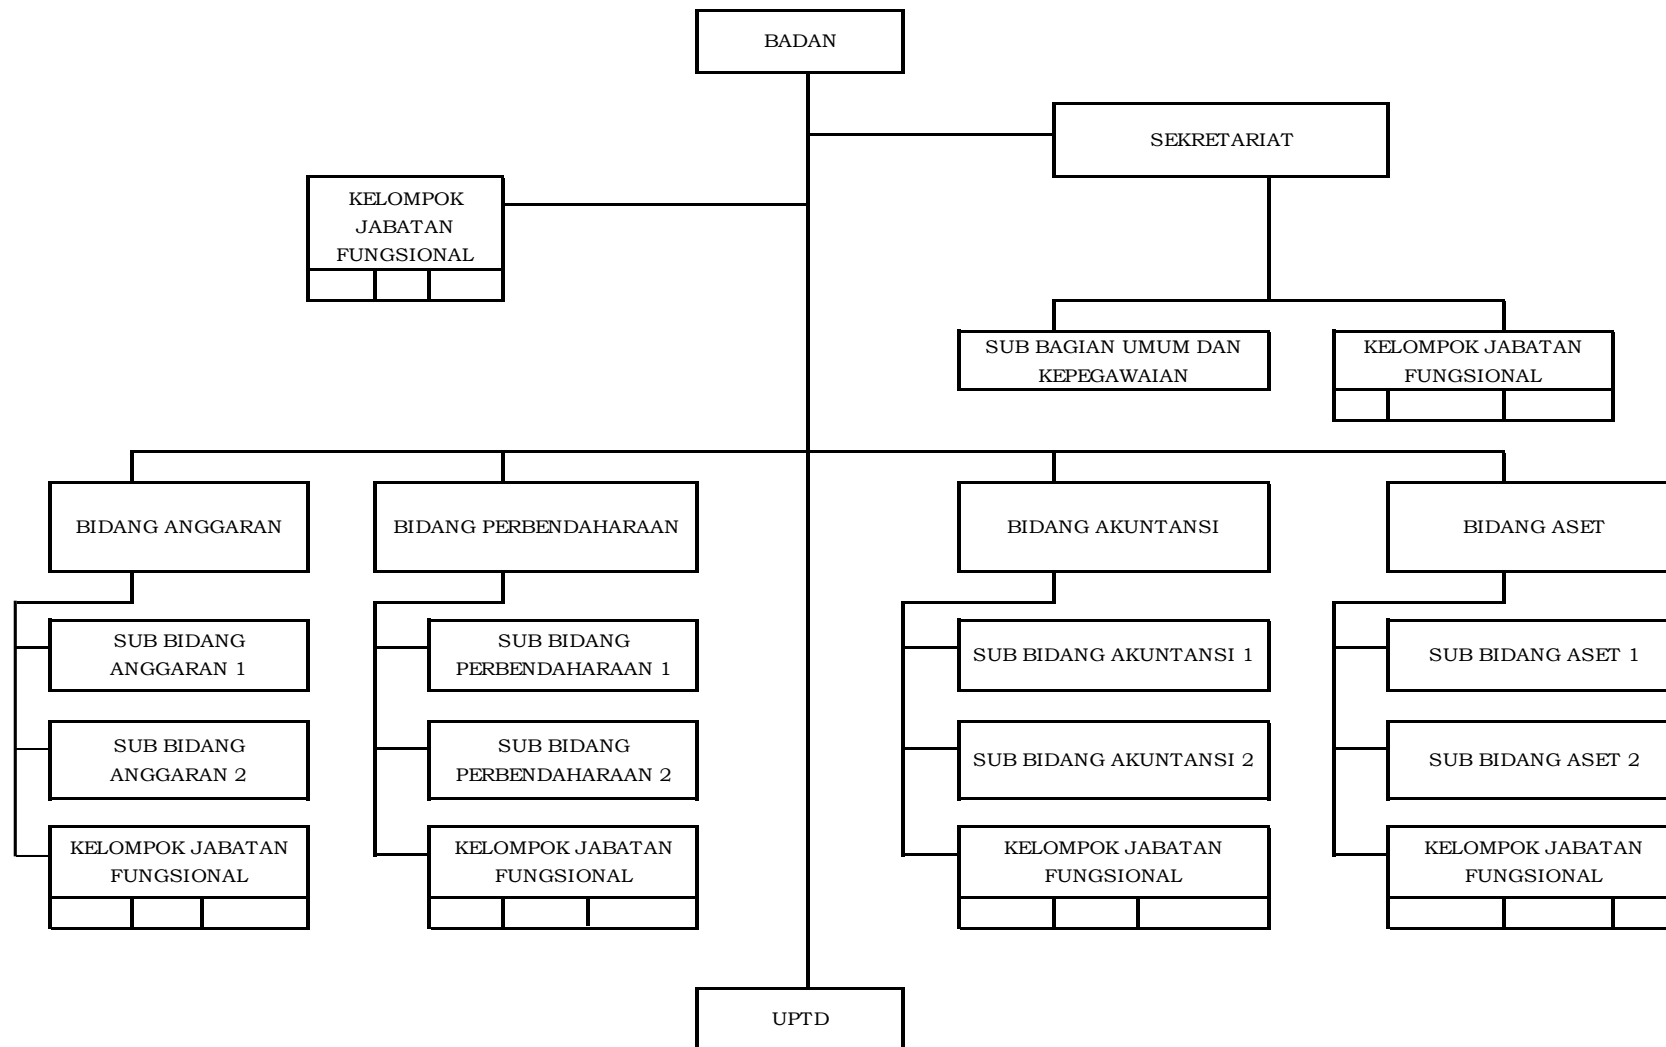 BADAN
SEKRETARIAT
KELOMPOK
JABATAN
FUNGSIONAL
SUB BAGIAN UMUM DAN
KEPEGAWAIAN
KELOMPOK JABATAN
FUNGSIONAL
BIDANG ANGGARAN
BIDANG PERBENDAHARAAN
BIDANG AKUNTANSI
BIDANG ASET
SUB BIDANG
ANGGARAN 1
SUB BIDANG
PERBENDAHARAAN 1
SUB BIDANG AKUNTANSI 1
SUB BIDANG ASET 1
SUB BIDANG
ANGGARAN 2
SUB BIDANG
PERBENDAHARAAN 2
SUB BIDANG AKUNTANSI 2
SUB BIDANG ASET 2
KELOMPOK JABATAN
FUNGSIONAL
KELOMPOK JABATAN
FUNGSIONAL
KELOMPOK JABATAN
FUNGSIONAL
KELOMPOK JABATAN
FUNGSIONAL
UPTD